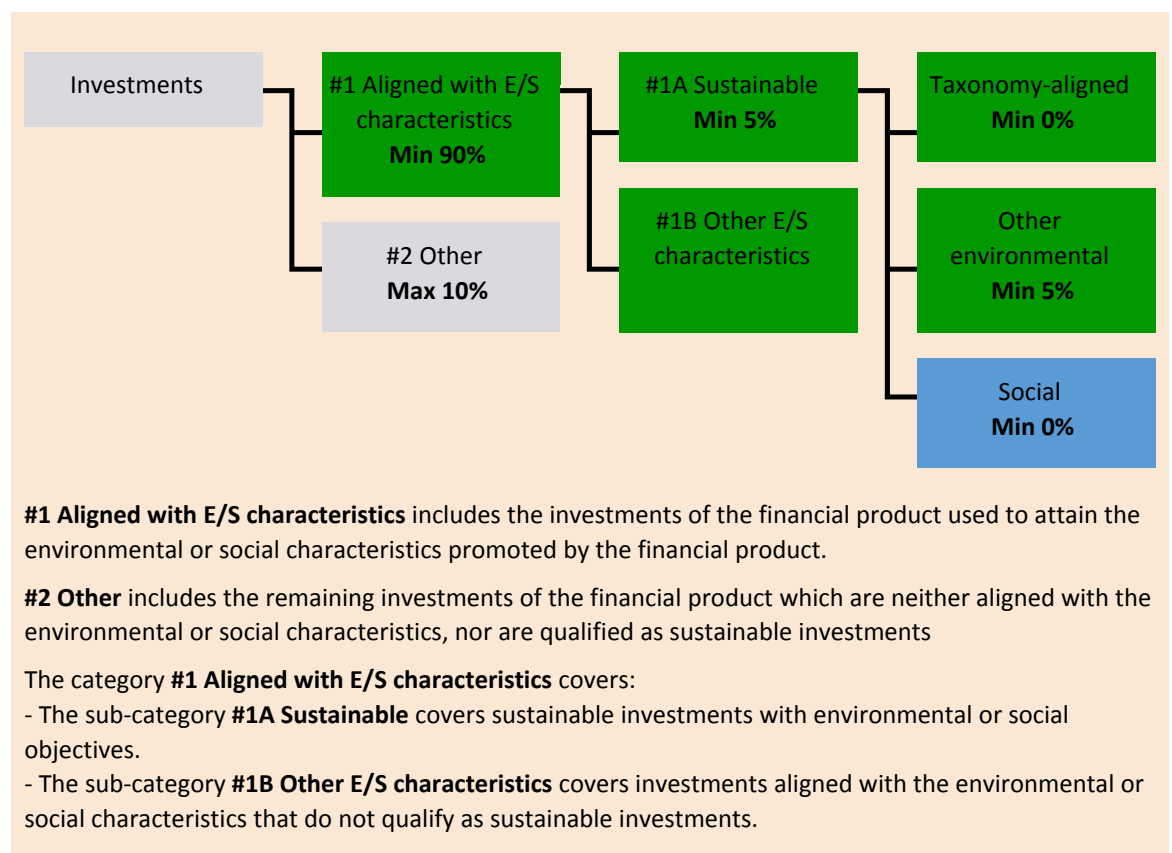 Investments
#1 Aligned with E/S
characteristics
Min 90%
#2 Other
Max 10%
#1A Sustainable
Min 5%
#1B Other E/S
characteristics
Taxonomy-aligned
Min 0%
Other
environmental
Min 5%
Social
Min 0%
#1 Aligned with E/S characteristics includes the investments of the financial product used to attain the
environmental or social characteristics promoted by the financial product.
#2 Other includes the remaining investments of the financial product which are neither aligned with the
environmental or social characteristics, nor are qualified as sustainable investments
The category #1 Aligned with E/S characteristics covers:
- The sub-category #1A Sustainable covers sustainable investments with environmental or social
objectives.
- The sub-category #1B Other E/S characteristics covers investments aligned with the environmental or
social characteristics that do not qualify as sustainable investments.